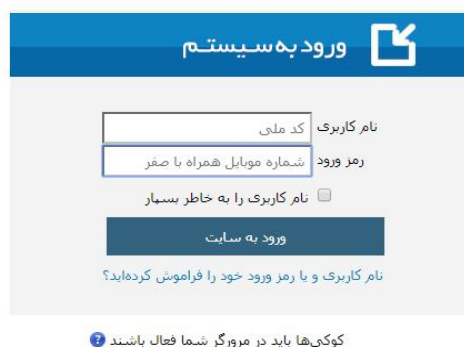 ورود به سیستم
نام کاربری کد ملی
رمز ورود شماره موبایل همراه با صفر
نام کاربری را به خاطر بسپار
ورود به سایت
نام کاربری و یا رمز ورود خود را فراموش کرده‌اید؟
کوکی‌ها باید در مرورگر شما فعال باشند ?